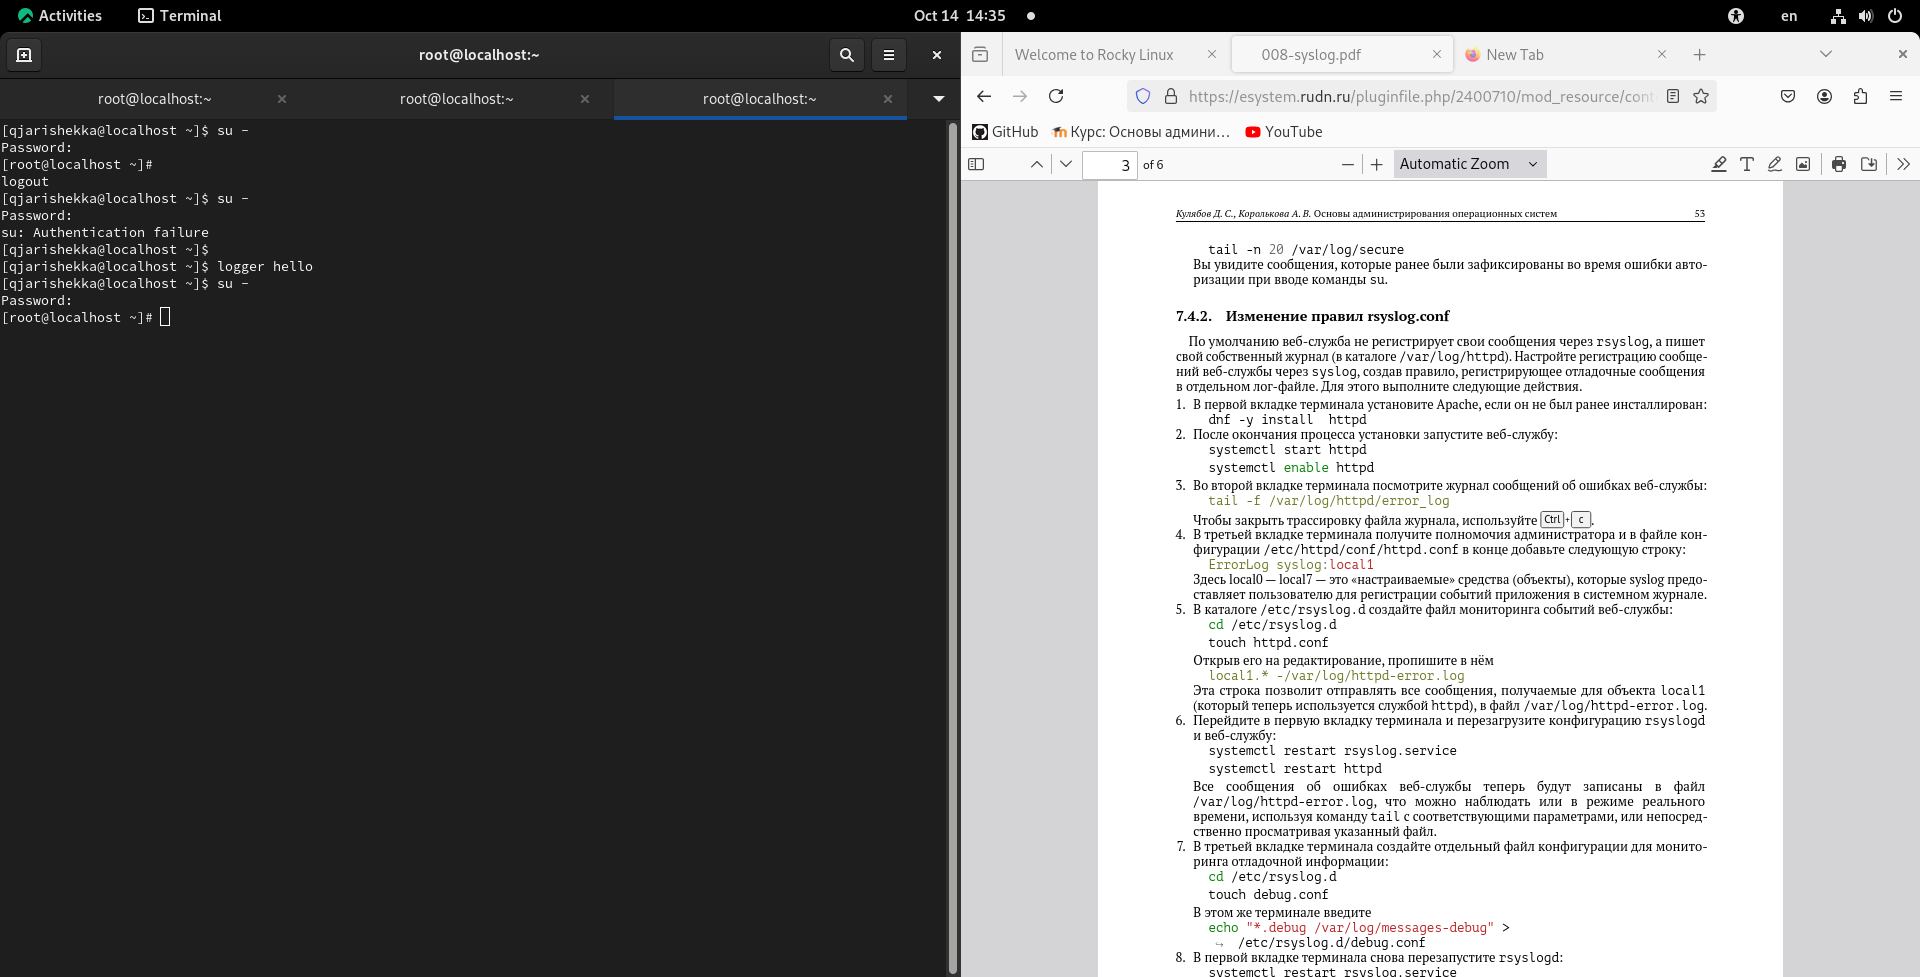 Activities
Terminal
Oct 14 14:35
en
root@localhost:~
root@localhost:~
root@localhost:~
root@localhost:~
[qjarishekka@localhost ~]$ su -
Password:
[root@localhost ~]#
logout
[qjarishekka@localhost ~]$ su -
Password:
su: Authentication failure
[qjarishekka@localhost ~]$
[qjarishekka@localhost ~]$ logger hello
[qjarishekka@localhost ~]$ su -
Password:
[root@localhost ~]#
Welcome to Rocky Linux
008-syslog.pdf
New Tab
https://esystem.rudn.ru/pluginfile.php/2400710/mod_resource/cont
GitHub
Курс: Основы админи…
YouTube
3 of 6
Automatic Zoom
Кулябов Д. С., Королькова А. В. Основы администрирования операционных систем 53
tail -n 20 /var/log/secure
Вы увидите сообщения, которые ранее были зафиксированы во время ошибки авто-
ризации при вводе команды su.
7.4.2. Изменение правил rsyslog.conf
По умолчанию веб-служба не регистрирует свои сообщения через rsyslog, а пишет
свой собственный журнал (в каталоге /var/log/httpd). Настройте регистрацию сообще-
ний веб-службы через syslog, создав правило, регистрирующее отладочные сообщения
в отдельном лог-файле. Для этого выполните следующие действия.
1. В первой вкладке терминала установите Apache, если он не был ранее инсталлирован:
dnf -y install httpd
2. После окончания процесса установки запустите веб-службу:
systemctl start httpd
systemctl enable httpd
3. Во второй вкладке терминала посмотрите журнал сообщений об ошибках веб-службы:
tail -f /var/log/httpd/error_log
Чтобы закрыть трассировку файла журнала, используйте Ctrl + c .
4. В третьей вкладке терминала получите полномочия администратора и в файле кон-
фигурации /etc/httpd/conf/httpd.conf в конце добавьте следующую строку:
ErrorLog syslog:local1
Здесь local0 — local7 — это «настраиваемые» средства (объекты), которые syslog предо-
ставляет пользователю для регистрации событий приложения в системном журнале.
5. В каталоге /etc/rsyslog.d создайте файл мониторинга событий веб-службы:
cd /etc/rsyslog.d
touch httpd.conf
Открыв его на редактирование, пропишите в нём
local1.* -/var/log/httpd-error.log
Эта строка позволит отправлять все сообщения, получаемые для объекта local1
(который теперь используется службой httpd), в файл /var/log/httpd-error.log.
6. Перейдите в первую вкладку терминала и перезагрузите конфигурацию rsyslogd
и веб-службу:
systemctl restart rsyslog.service
systemctl restart httpd
Все сообщения об ошибках веб-службы теперь будут записаны в файл
/var/log/httpd-error.log, что можно наблюдать или в режиме реального
времени, используя команду tail с соответствующими параметрами, или непосред-
ственно просматривая указанный файл.
7. В третьей вкладке терминала создайте отдельный файл конфигурации для монито-
ринга отладочной информации:
cd /etc/rsyslog.d
touch debug.conf
В этом же терминале введите
echo "*.debug /var/log/messages-debug" >
↪ /etc/rsyslog.d/debug.conf
8. В первой вкладке терминала снова перезапустите rsyslogd:
systemctl restart rsyslog.service